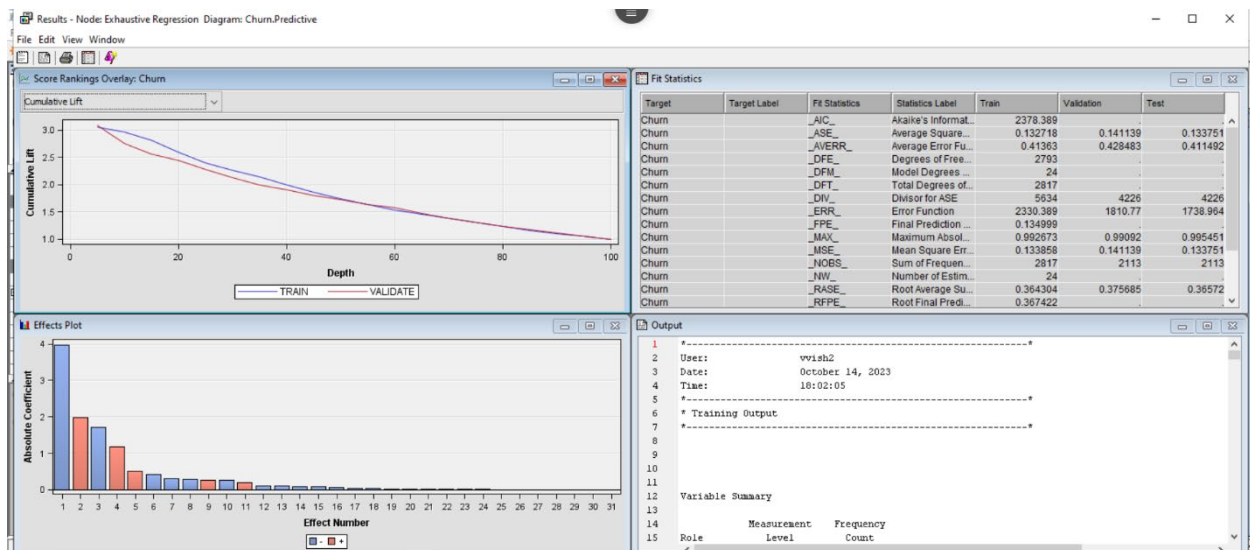 Results - Node: Exhaustive Regression Diagram: Churn.Predictive
File Edit View Window
Score Rankings Overlay: Churn
Cumulative Lift
3.0
2.5
2.0
1.5
1.0
Cumulative Lift
0 20 40 60 80 100
Depth
TRAIN VALIDATE
Fit Statistics
Target Target Label Fit Statistics Statistics Label Train Validation Test
Churn _AIC_ Akaike's Informat... 2378.389 . .
Churn _ASE_ Average Square... 0.132718 0.141139 0.133751
Churn _AVERR_ Average Error Fu... 0.41363 0.428483 0.411492
Churn _DFE_ Degrees of Free... 2793 . .
Churn _DFM_ Model Degrees ... 24 . .
Churn _DFT_ Total Degrees of... 2817 . .
Churn _DIV_ Divisor for ASE 5634 4226 4226
Churn _ERR_ Error Function 2330.389 1810.77 1738.964
Churn _FPE_ Final Prediction ... 0.134999 . .
Churn _MAX_ Maximum Absol... 0.992673 0.99092 0.995451
Churn _MSE_ Mean Square Err... 0.133858 0.141139 0.133751
Churn _NOBS_ Sum of Frequen... 2817 2113 2113
Churn _NW_ Number of Estim... 24 . .
Churn _RASE_ Root Average Su... 0.364304 0.375685 0.36572
Churn _RFPE_ Root Final Predi... 0.367422 . .
Effects Plot
4
3
2
1
0
Absolute Coefficient
1 2 3 4 5 6 7 8 9 10 11 12 13 14 15 16 17 18 19 20 21 22 23 24 25 26 27 28 29 30 31
Effect Number
- +
Output
1 *------------------------------------------------------------*
2 User: vvish2
3 Date: October 14, 2023
4 Time: 18:02:05
5 *------------------------------------------------------------*
6 * Training Output
7 *------------------------------------------------------------*
8
9
10
11
12 Variable Summary
13
14 Measurement Frequency
15 Role Level Count